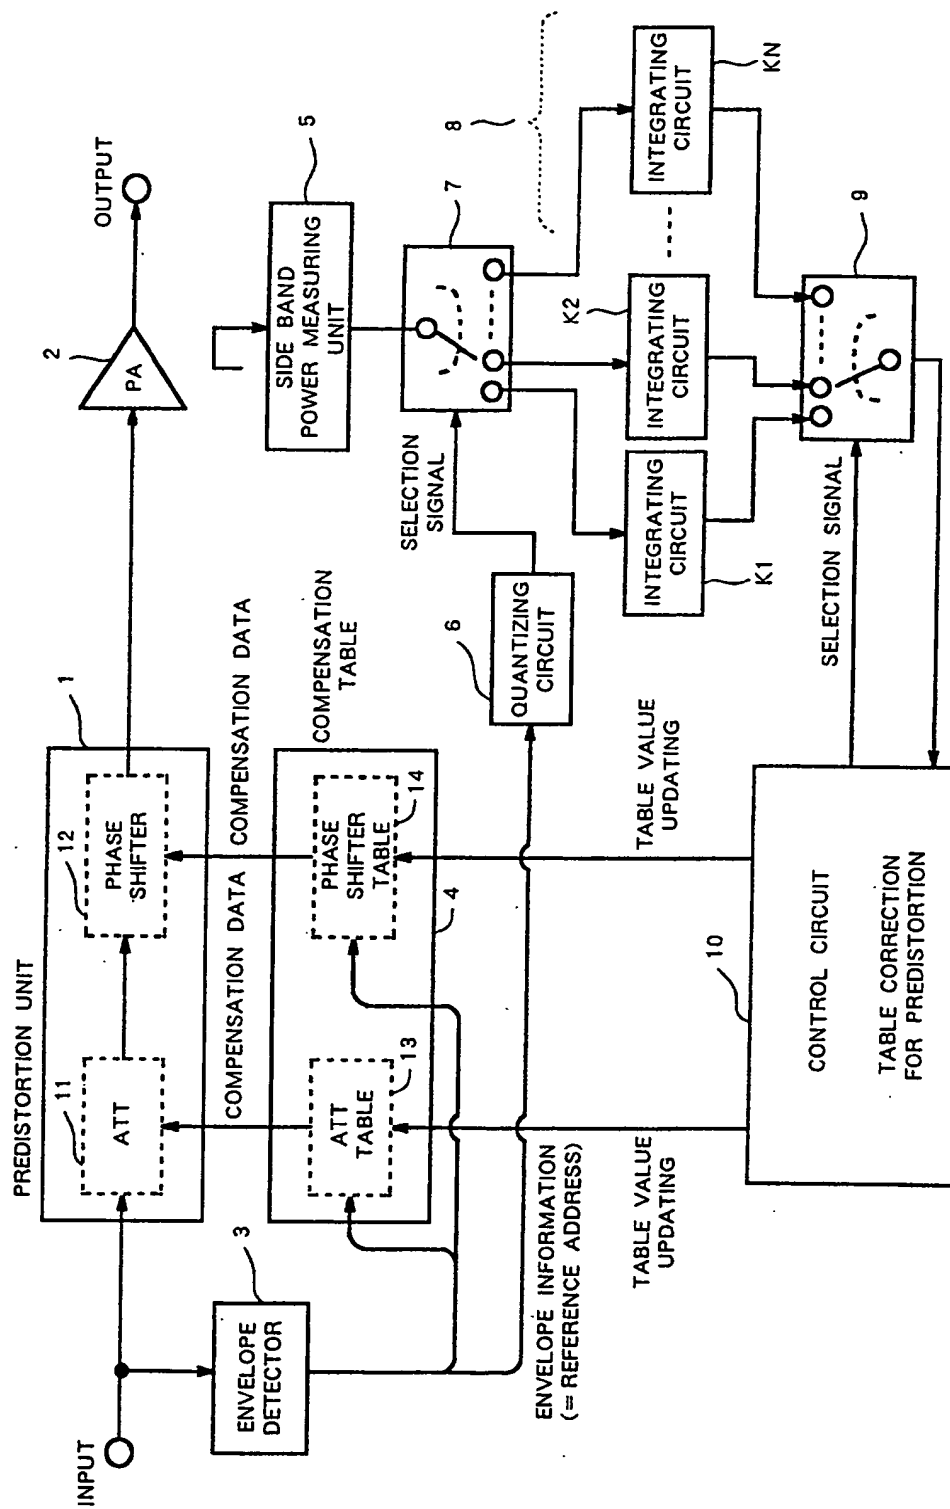 INPUT
PREDISTORION UNIT
1
11
ATT
12
PHASE
SHIFTER
2
PA
OUTPUT
3
ENVELOPE
DETECTOR
COMPENSATION DATA
COMPENSATION DATA
COMPENSATION
TABLE
ATT
TABLE
13
PHASE
SHIFTER
TABLE
14
4
5
SIDE BAND
POWER MEASURING
UNIT
6
QUANTIZING
CIRCUIT
SELECTION
SIGNAL
7
8
ENVELOPE INFORMATION
(= REFERENCE ADDRESS)
INTEGRATING
CIRCUIT
K1
K2
INTEGRATING
CIRCUIT
INTEGRATING
CIRCUIT
KN
TABLE VALUE
UPDATING
TABLE VALUE
UPDATING
SELECTION SIGNAL
9
10
CONTROL CIRCUIT
TABLE CORRECTION
FOR PREDISTORTION